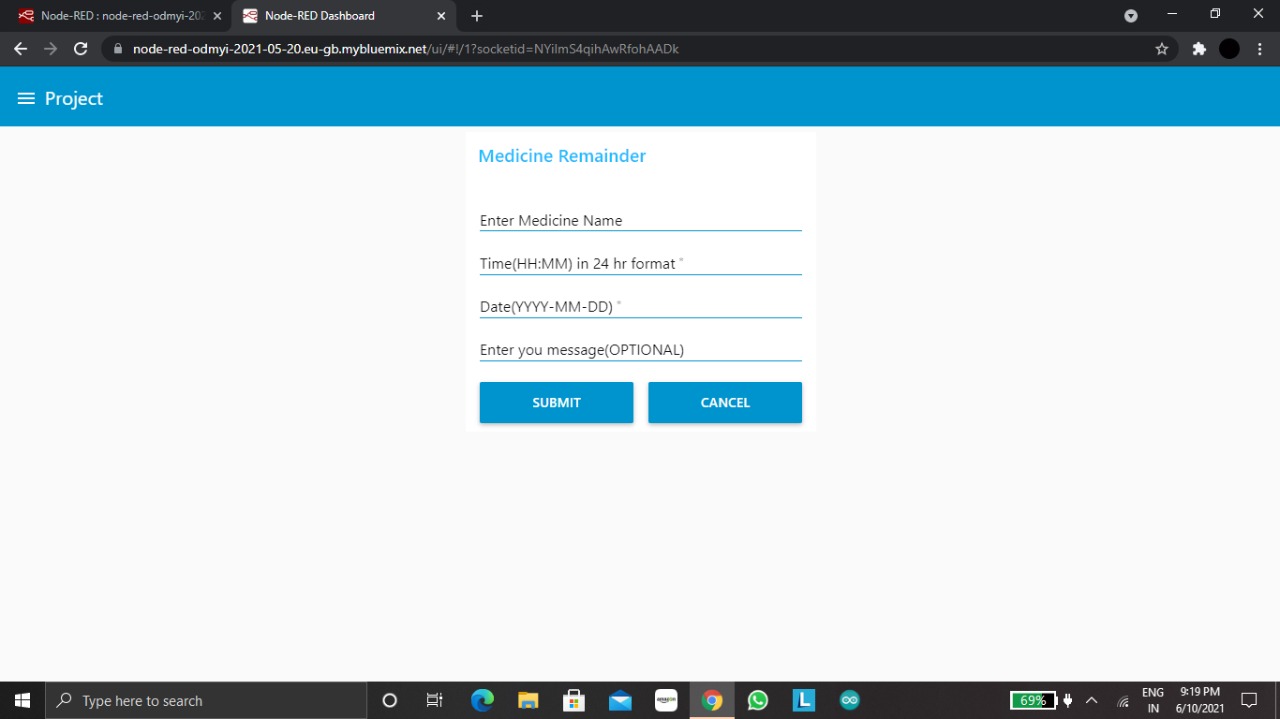 Node-RED : node-red-odmyi-202
Node-RED Dashboard
node-red-odmyi-2021-05-20.eu-gb.mybluemix.net/ui/#!/1?socketid=NYilmS4qihAwRfohAADk
Project
Medicine Remainder
Enter Medicine Name
Time(HH:MM) in 24 hr format *
Date(YYYY-MM-DD) *
Enter you message(OPTIONAL)
SUBMIT CANCEL
Type here to search
amazon
L
69%
ENG
IN
9:19 PM
6/10/2021